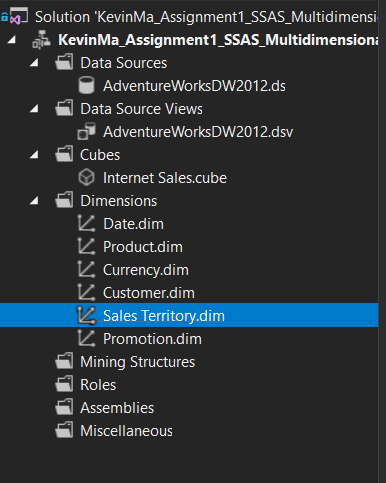 Solution 'KevinMa_Assignment1_SSAS_Multidimensi
KevinMa_Assignment1_SSAS_Multidimensiona
Data Sources
AdventureWorksDW2012.ds
Data Source Views
AdventureWorksDW2012.dsv
Cubes
Internet Sales.cube
Dimensions
Date.dim
Product.dim
Currency.dim
Customer.dim
Sales Territory.dim
Promotion.dim
Mining Structures
Roles
Assemblies
Miscellaneous